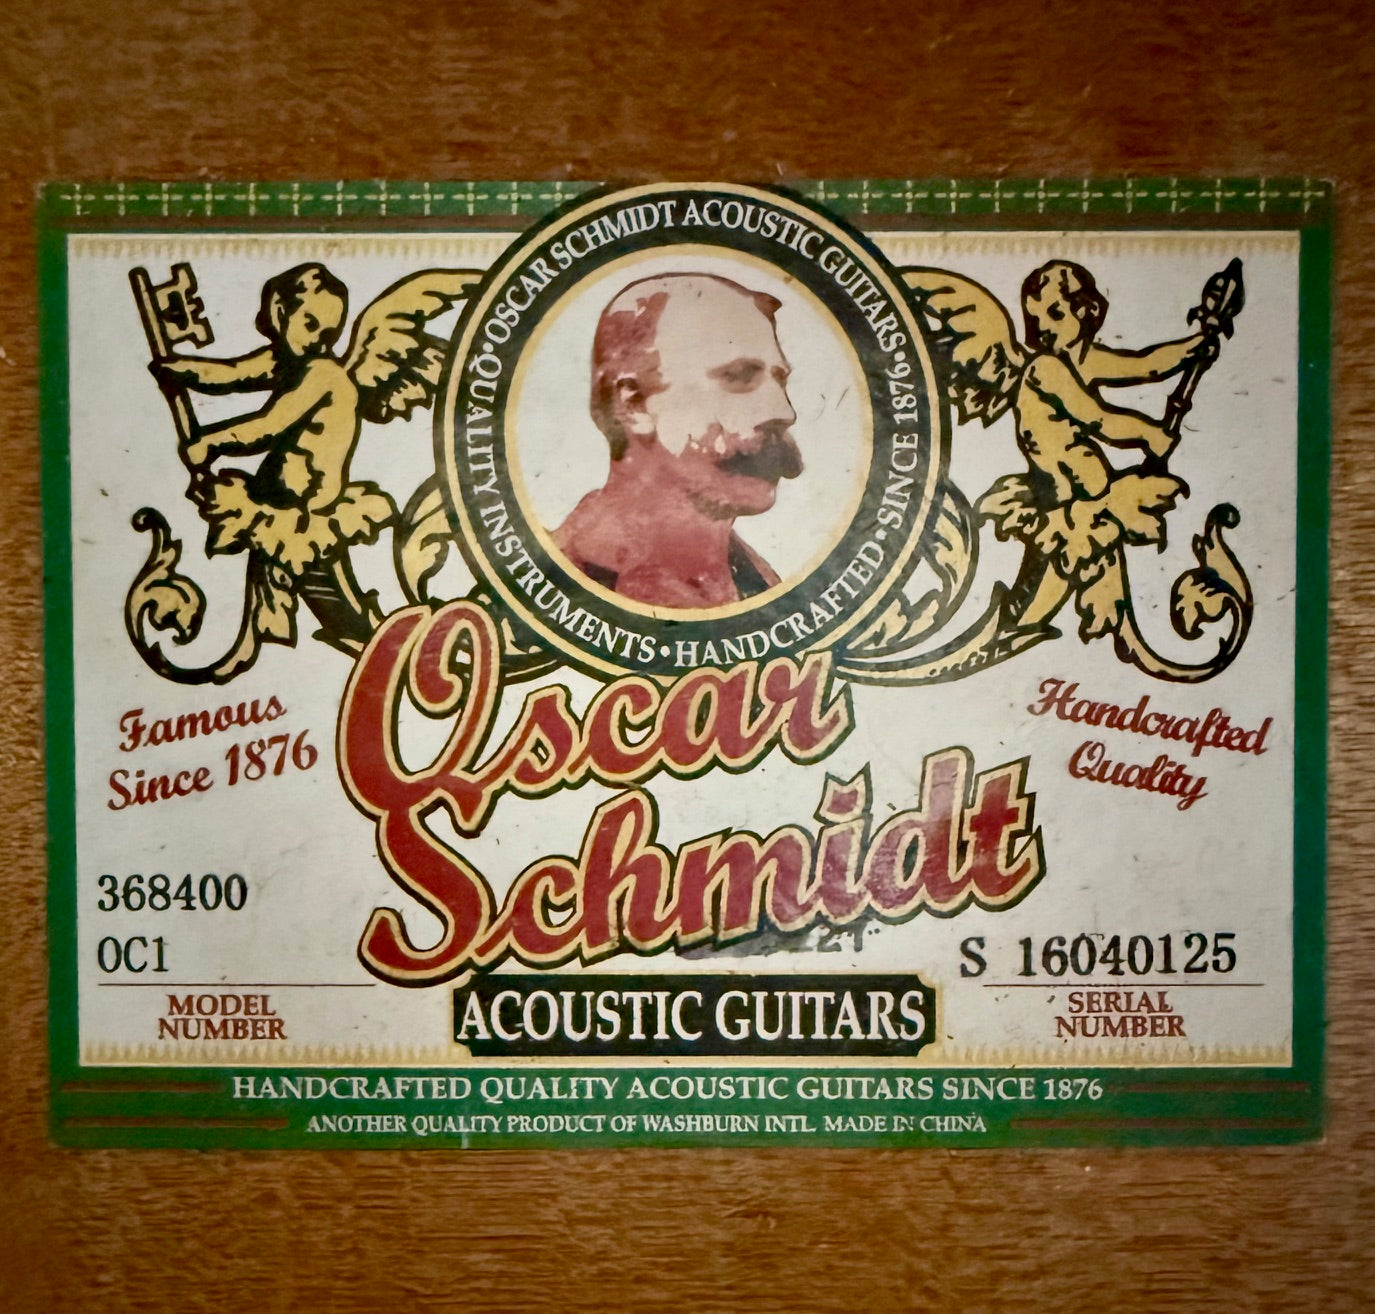 OSCAR SCHMIDT ACOUSTIC GUITARS • SINCE 1876 • HANDCRAFTED • QUALITY INSTRUMENTS •
Oscar
Schmidt
Famous
Since 1876
Handcrafted
Quality
368400
OC1
MODEL
NUMBER
S 16040125
SERIAL
NUMBER
ACOUSTIC GUITARS
HANDCRAFTED QUALITY ACOUSTIC GUITARS SINCE 1876
ANOTHER QUALITY PRODUCT OF WASHBURN INTL. MADE IN CHINA